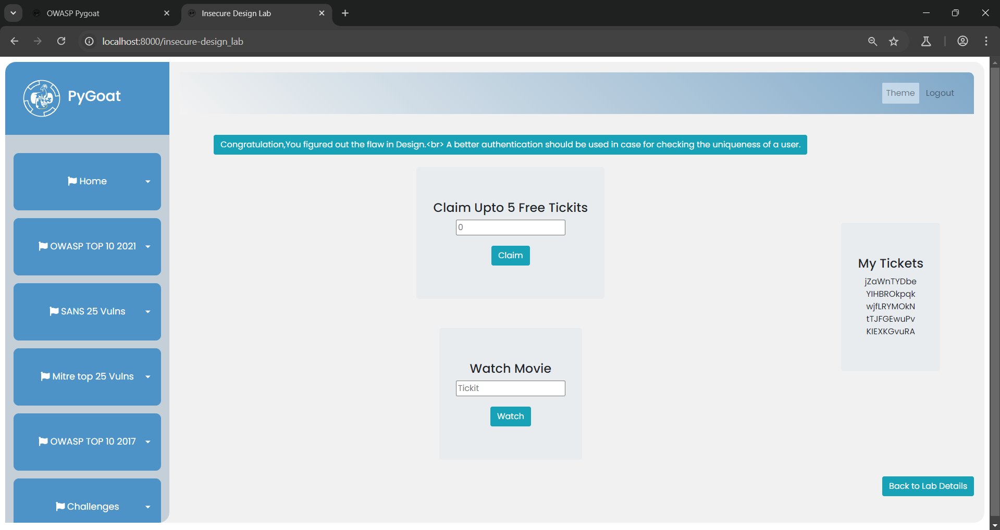 OWASP Pygoat
Insecure Design Lab
localhost:8000/insecure-design_lab
PyGoat
Theme
Logout
Home
OWASP TOP 10 2021
SANS 25 Vulns
Mitre top 25 Vulns
OWASP TOP 10 2017
Challenges
Congratulation,You figured out the flaw in Design.<br> A better authentication should be used in case for checking the uniqueness of a user.
Claim Upto 5 Free Tickits
0
Claim
Watch Movie
Tickit
Watch
My Tickets
jZaWnTYDbe
YIHBROkpqk
wjfLRYMOkN
tTJFGEwuPv
KIEXKGvuRA
Back to Lab Details